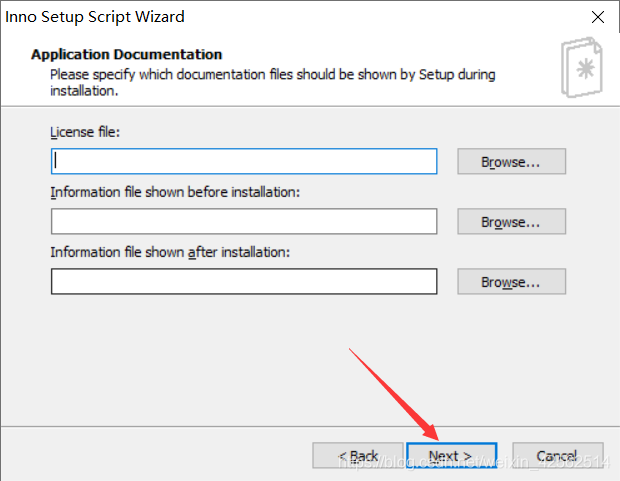 Inno Setup Script Wizard
Application Documentation
Please specify which documentation files should be shown by Setup during
installation.
License file:
Browse...
Information file shown before installation:
Browse...
Information file shown after installation:
Browse...
< Back
Next >
Cancel
https://blog.csdn.net/weixin_42562514